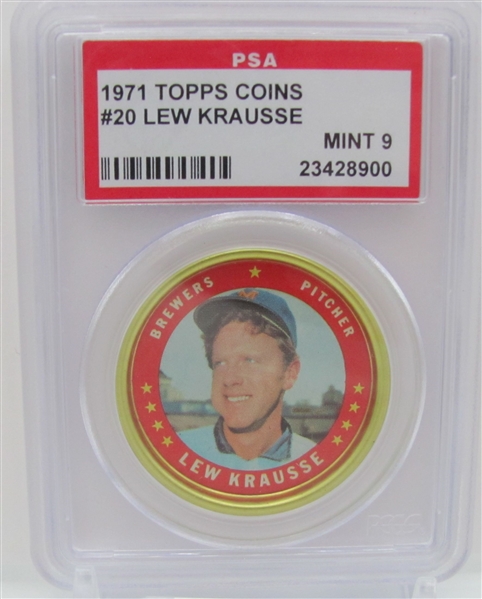 PSA
1971 TOPPS COINS
#20 LEW KRAUSSE
MINT 9
23428900
BREWERS ★ PITCHER
LEW KRAUSSE